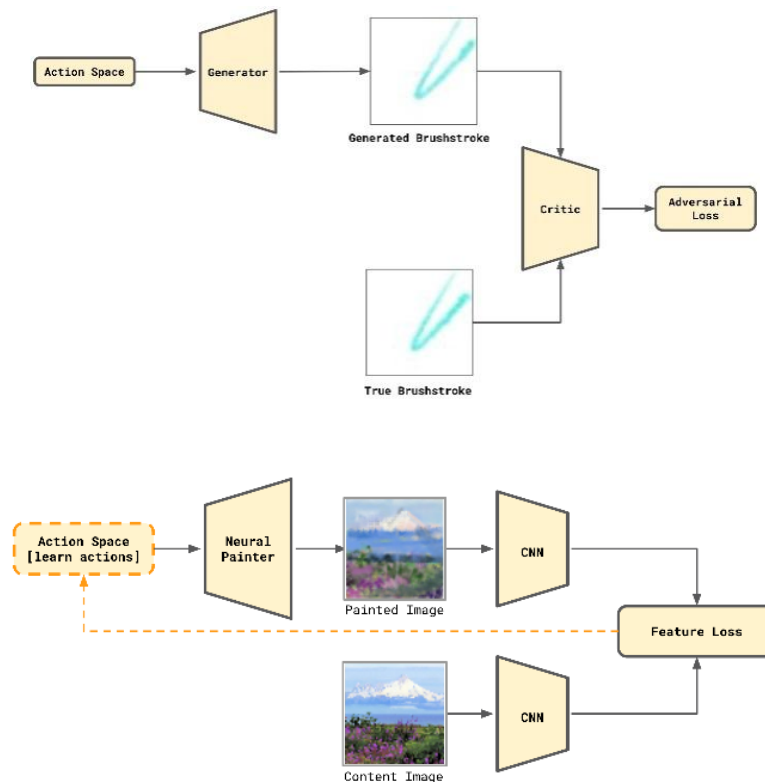 Action Space
Generator
Generated Brushstroke
Critic
Adversarial
Loss
True Brushstroke
Action Space
[learn actions]
Neural
Painter
Painted Image
CNN
Feature Loss
Content Image
CNN